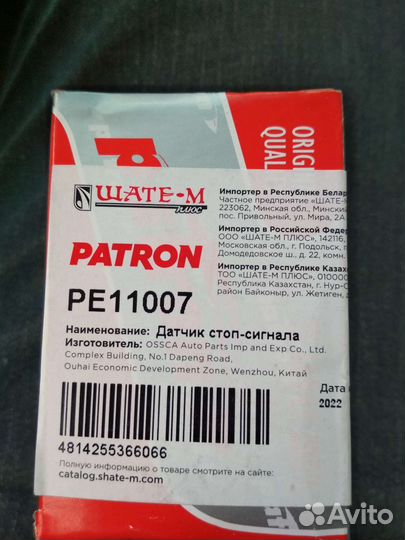 ORIG
QUAL
ШАТЕ-М
ПЛЮС
Импортер в Республике Белар
Частное предприятие «ШАТЕ-М
223062, Минская обл., Минский
пос. Привольный, ул. Мира, 2А
Импортер в Российской Федер
ООО «ШАТЕ-М ПЛЮС», 142116,
Московская обл., г. Подольск, п
Домодедовское ш., д. 22, комн.
Импортер в Республике Казах
ТОО «ШАТЕ-М ПЛЮС», 010000
Республика Казахстан, г. Нур-С
район Байконыр, ул. Жетиген, д
PATRON
PE11007
Наименование: Датчик стоп-сигнала
Изготовитель: OSSCA Auto Parts Imp and Exp Co., Ltd.
Complex Building, No.1 Dapeng Road,
Ouhai Economic Development Zone, Wenzhou, Китай
Дата
2022
4814255366066
Полную информацию о товаре смотрите на сайте:
catalog.shate-m.com
Avito